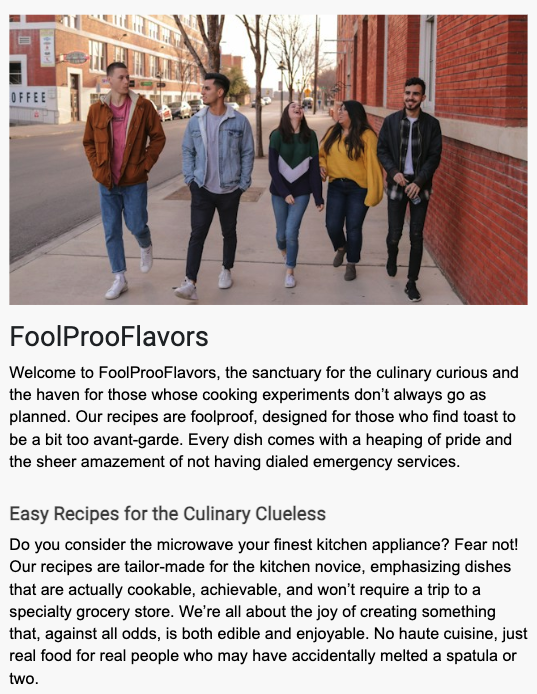 OFFEE
FoolProoFlavors
Welcome to FoolProoFlavors, the sanctuary for the culinary curious and
the haven for those whose cooking experiments don’t always go as
planned. Our recipes are foolproof, designed for those who find toast to
be a bit too avant-garde. Every dish comes with a heaping of pride and
the sheer amazement of not having dialed emergency services.
Easy Recipes for the Culinary Clueless
Do you consider the microwave your finest kitchen appliance? Fear not!
Our recipes are tailor-made for the kitchen novice, emphasizing dishes
that are actually cookable, achievable, and won’t require a trip to a
specialty grocery store. We’re all about the joy of creating something
that, against all odds, is both edible and enjoyable. No haute cuisine, just
real food for real people who may have accidentally melted a spatula or
two.